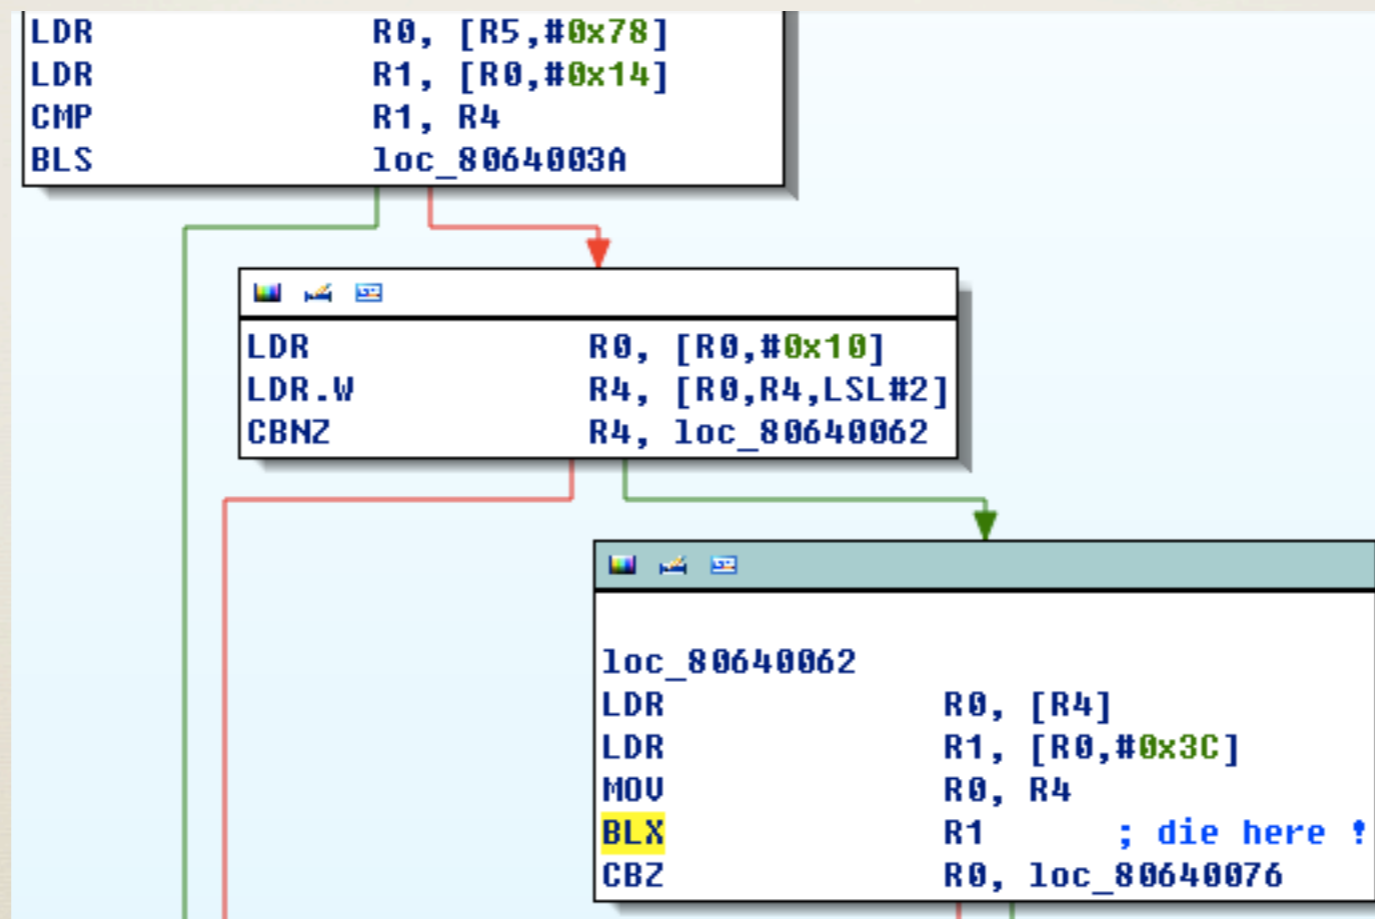 LDR R0, [R5,#0x78]
LDR R1, [R0,#0x14]
CMP R1, R4
BLS loc_8064003A
LDR R0, [R0,#0x10]
LDR.W R4, [R0,R4,LSL#2]
CBNZ R4, loc_80640062
loc_80640062
LDR R0, [R4]
LDR R1, [R0,#0x3C]
MOV R0, R4
BLX R1 ; die here !
CBZ R0, loc_80640076